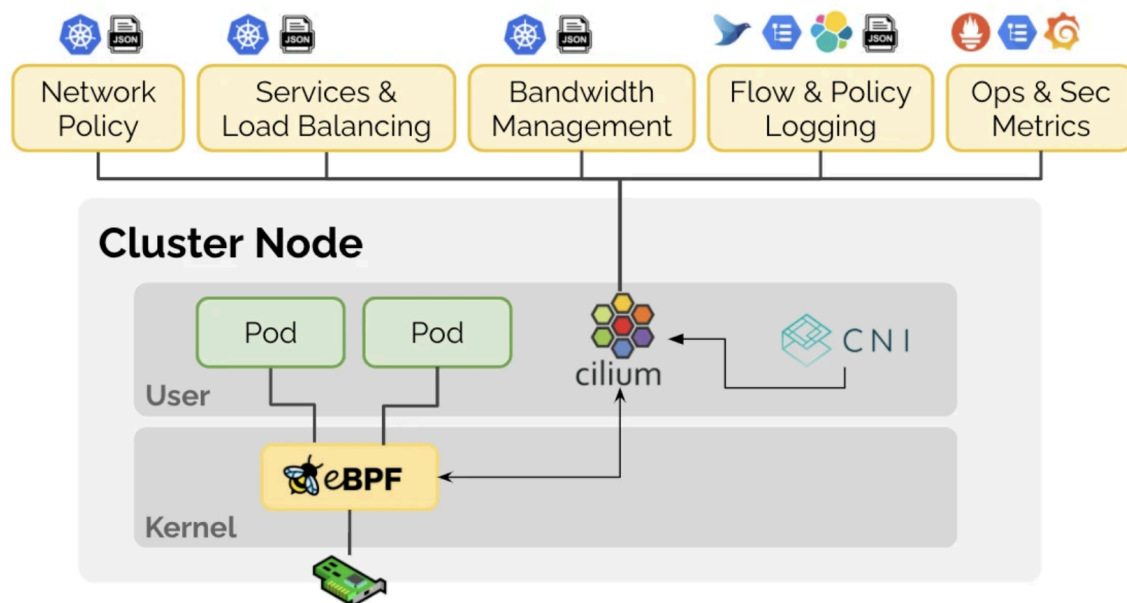 JSON
JSON
JSON
JSON
Network
Policy
Services &
Load Balancing
Bandwidth
Management
Flow & Policy
Logging
Ops & Sec
Metrics
Cluster Node
Pod
Pod
cilium
CNI
User
eBPF
Kernel